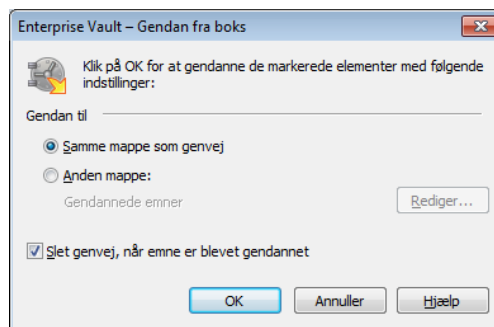 Enterprise Vault – Gendan fra boks
Klik på OK for at gendanne de markerede elementer med følgende
indstillinger:
Gendan til
Samme mappe som genvej
Anden mappe:
Gendannede emner
Rediger...
Slet genvej, når emne er blevet gendannet
OK
Annuller
Hjælp